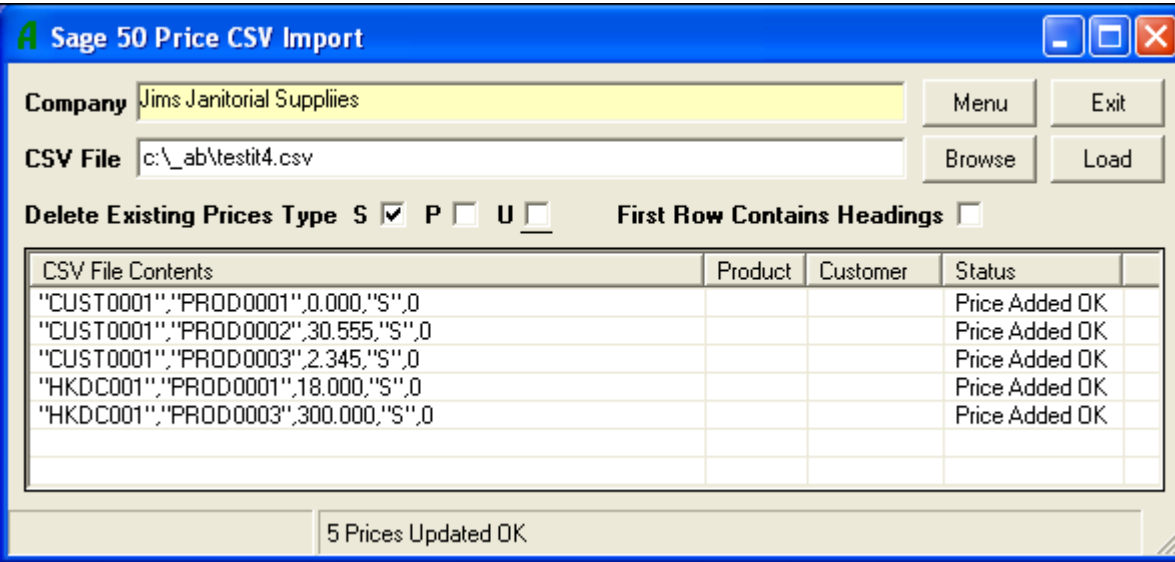 A Sage 50 Price CSV Import
Company Jims Janitorial Suppliies Menu Exit
CSV File c:\_ab\testit4.csv Browse Load
Delete Existing Prices Type S P U First Row Contains Headings
CSV File Contents Product Customer Status
"CUST0001","PROD0001",0.000,"S",0 Price Added OK
"CUST0001","PROD0002",30.555,"S",0 Price Added OK
"CUST0001","PROD0003",2.345,"S",0 Price Added OK
"HKDC001","PROD0001",18.000,"S",0 Price Added OK
"HKDC001","PROD0003",300.000,"S",0 Price Added OK
5 Prices Updated OK